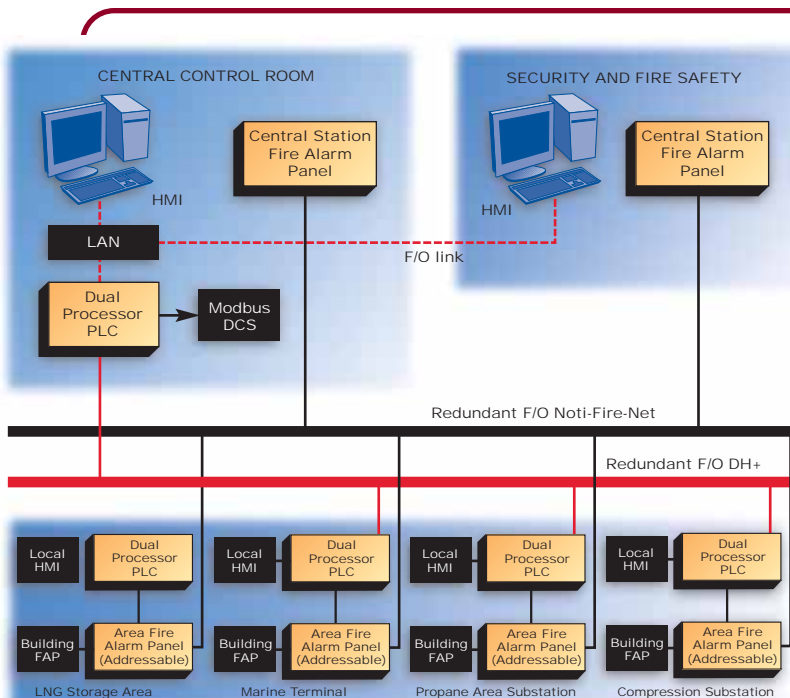 CENTRAL CONTROL ROOM
HMI
Central Station
Fire Alarm
Panel
LAN
Dual
Processor
PLC
Modbus
DCS
SECURITY AND FIRE SAFETY
HMI
Central Station
Fire Alarm
Panel
F/O link
Redundant F/O Noti-Fire-Net
Redundant F/O DH+
Local
HMI
Dual
Processor
PLC
Building
FAP
Area Fire
Alarm Panel
(Addressable)
LNG Storage Area
Local
HMI
Dual
Processor
PLC
Building
FAP
Area Fire
Alarm Panel
(Addressable)
Marine Terminal
Local
HMI
Dual
Processor
PLC
Building
FAP
Area Fire
Alarm Panel
(Addressable)
Propane Area Substation
Local
HMI
Dual
Processor
PLC
Building
FAP
Area Fire
Alarm Panel
(Addressable)
Compression Substation